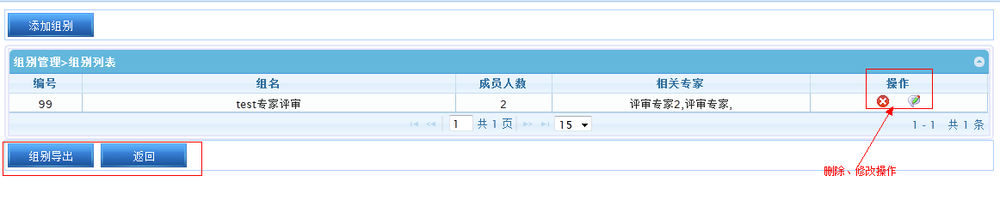 添加组别
组别管理>组别列表
编号 组名 成员人数 相关专家 操作
99 test专家评审 2 评审专家2,评审专家,
1 共 1 页 15 1 - 1 共 1 条
组别导出 返回
删除、修改操作